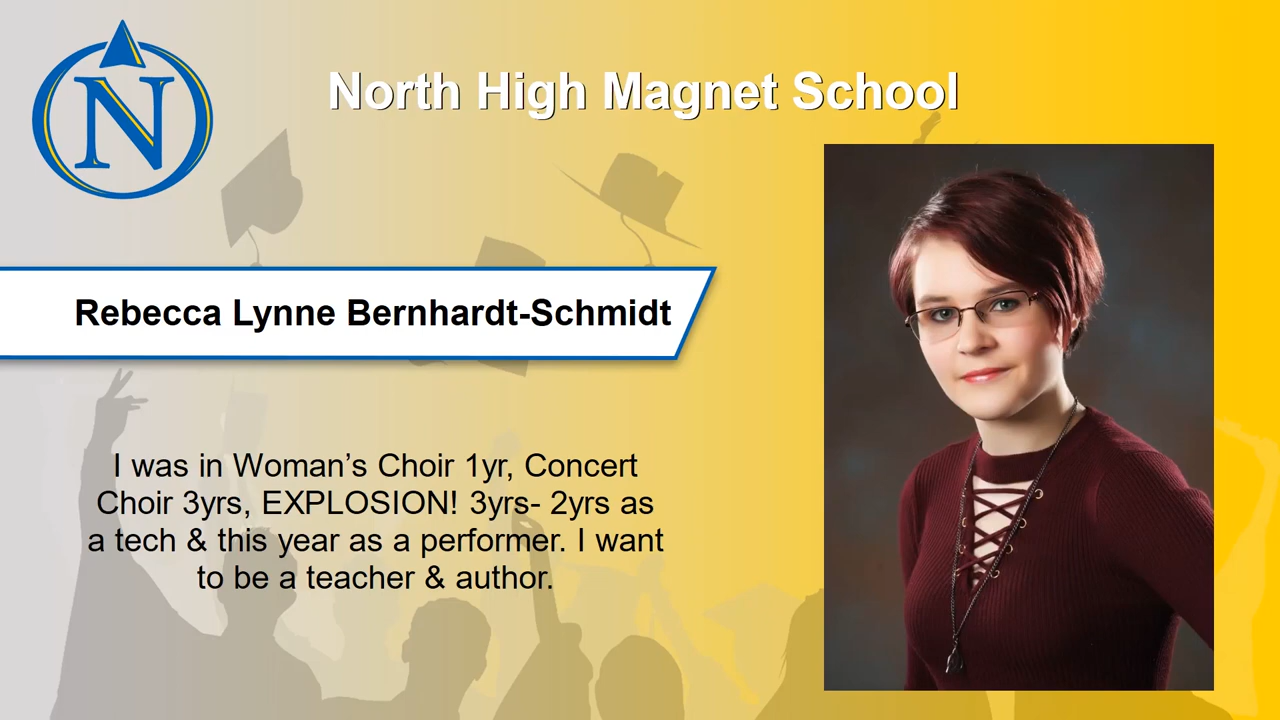 N
North High Magnet School
Rebecca Lynne Bernhardt-Schmidt
I was in Woman’s Choir 1yr, Concert
Choir 3yrs, EXPLOSION! 3yrs- 2yrs as
a tech & this year as a performer. I want
to be a teacher & author.